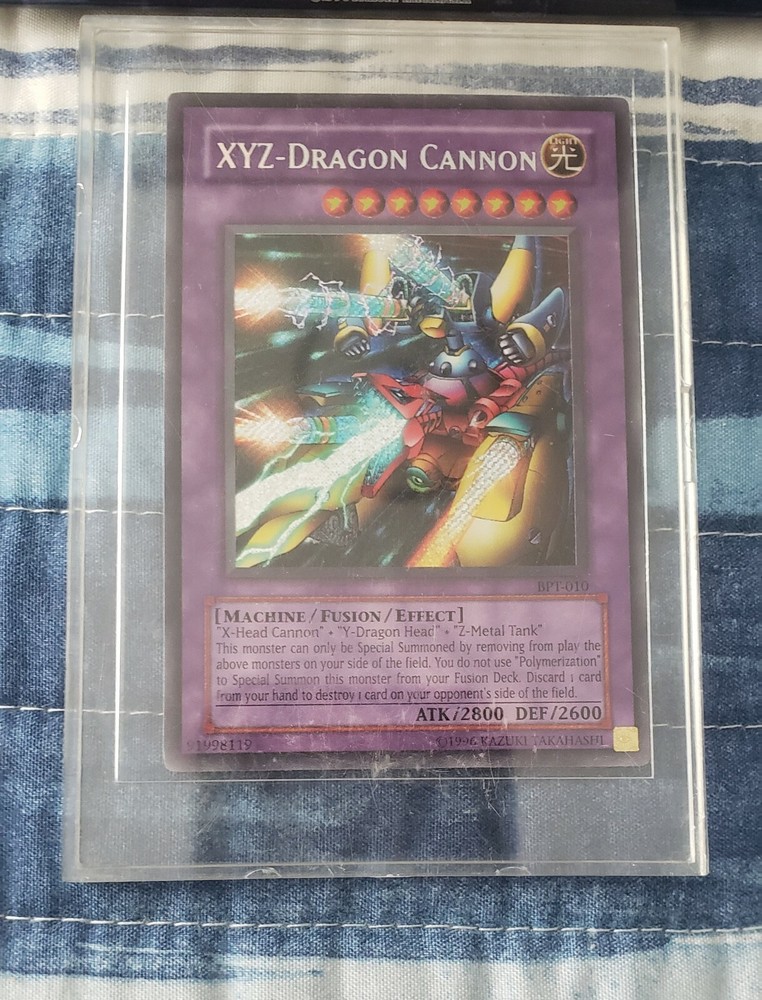 XYZ-Dragon Cannon
LIGHT
光
BPT-010
[Machine/Fusion/Effect]
"X-Head Cannon" + "Y-Dragon Head" + "Z-Metal Tank"
This monster can only be Special Summoned by removing from play the
above monsters on your side of the field. You do not use "Polymerization"
to Special Summon this monster from your Fusion Deck. Discard 1 card
from your hand to destroy 1 card on your opponent's side of the field.
ATK/2800 DEF/2600
91998119
©1996 KAZUKI TAKAHASHI